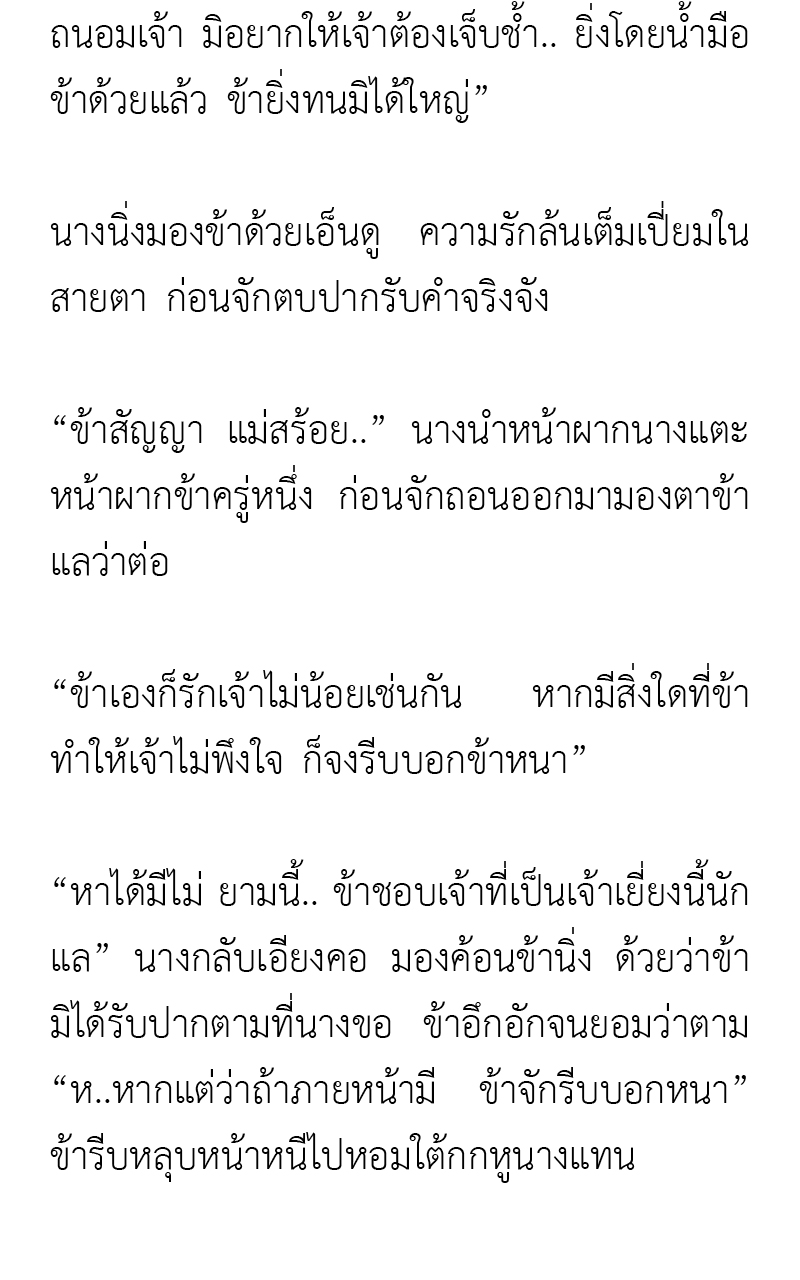 ถนอมเจ้า มิอยากให้เจ้าต้องเจ็บช้ำ.. ยิ่งโดยน้ำมือ
ข้าด้วยแล้ว ข้ายิ่งทนมิได้ใหญ่”
นางนิ่งมองข้าด้วยเอ็นดู ความรักล้นเต็มเปี่ยมใน
สายตา ก่อนจักตบปากรับคำจริงจัง
“ข้าสัญญา แม่สร้อย..” นางนำหน้าผากนางแตะ
หน้าผากข้าครู่หนึ่ง ก่อนจักถอนออกมามองตาข้า
แลว่าต่อ
“ข้าเองก็รักเจ้าไม่น้อยเช่นกัน หากมีสิ่งใดที่ข้า
ทำให้เจ้าไม่พึงใจ ก็จงรีบบอกข้าหนา”
“หาได้มีไม่ ยามนี้.. ข้าชอบเจ้าที่เป็นเจ้าเยี่ยงนี้นัก
แล” นางกลับเอียงคอ มองค้อนข้านิ่ง ด้วยว่าข้า
มิได้รับปากตามที่นางขอ ข้าอึกอักจนยอมว่าตาม
“ห..หากแต่ว่าถ้าภายหน้ามี ข้าจักรีบบอกหนา”
ข้ารีบหลุบหน้าหนีไปหอมใต้กกหูนางแทน